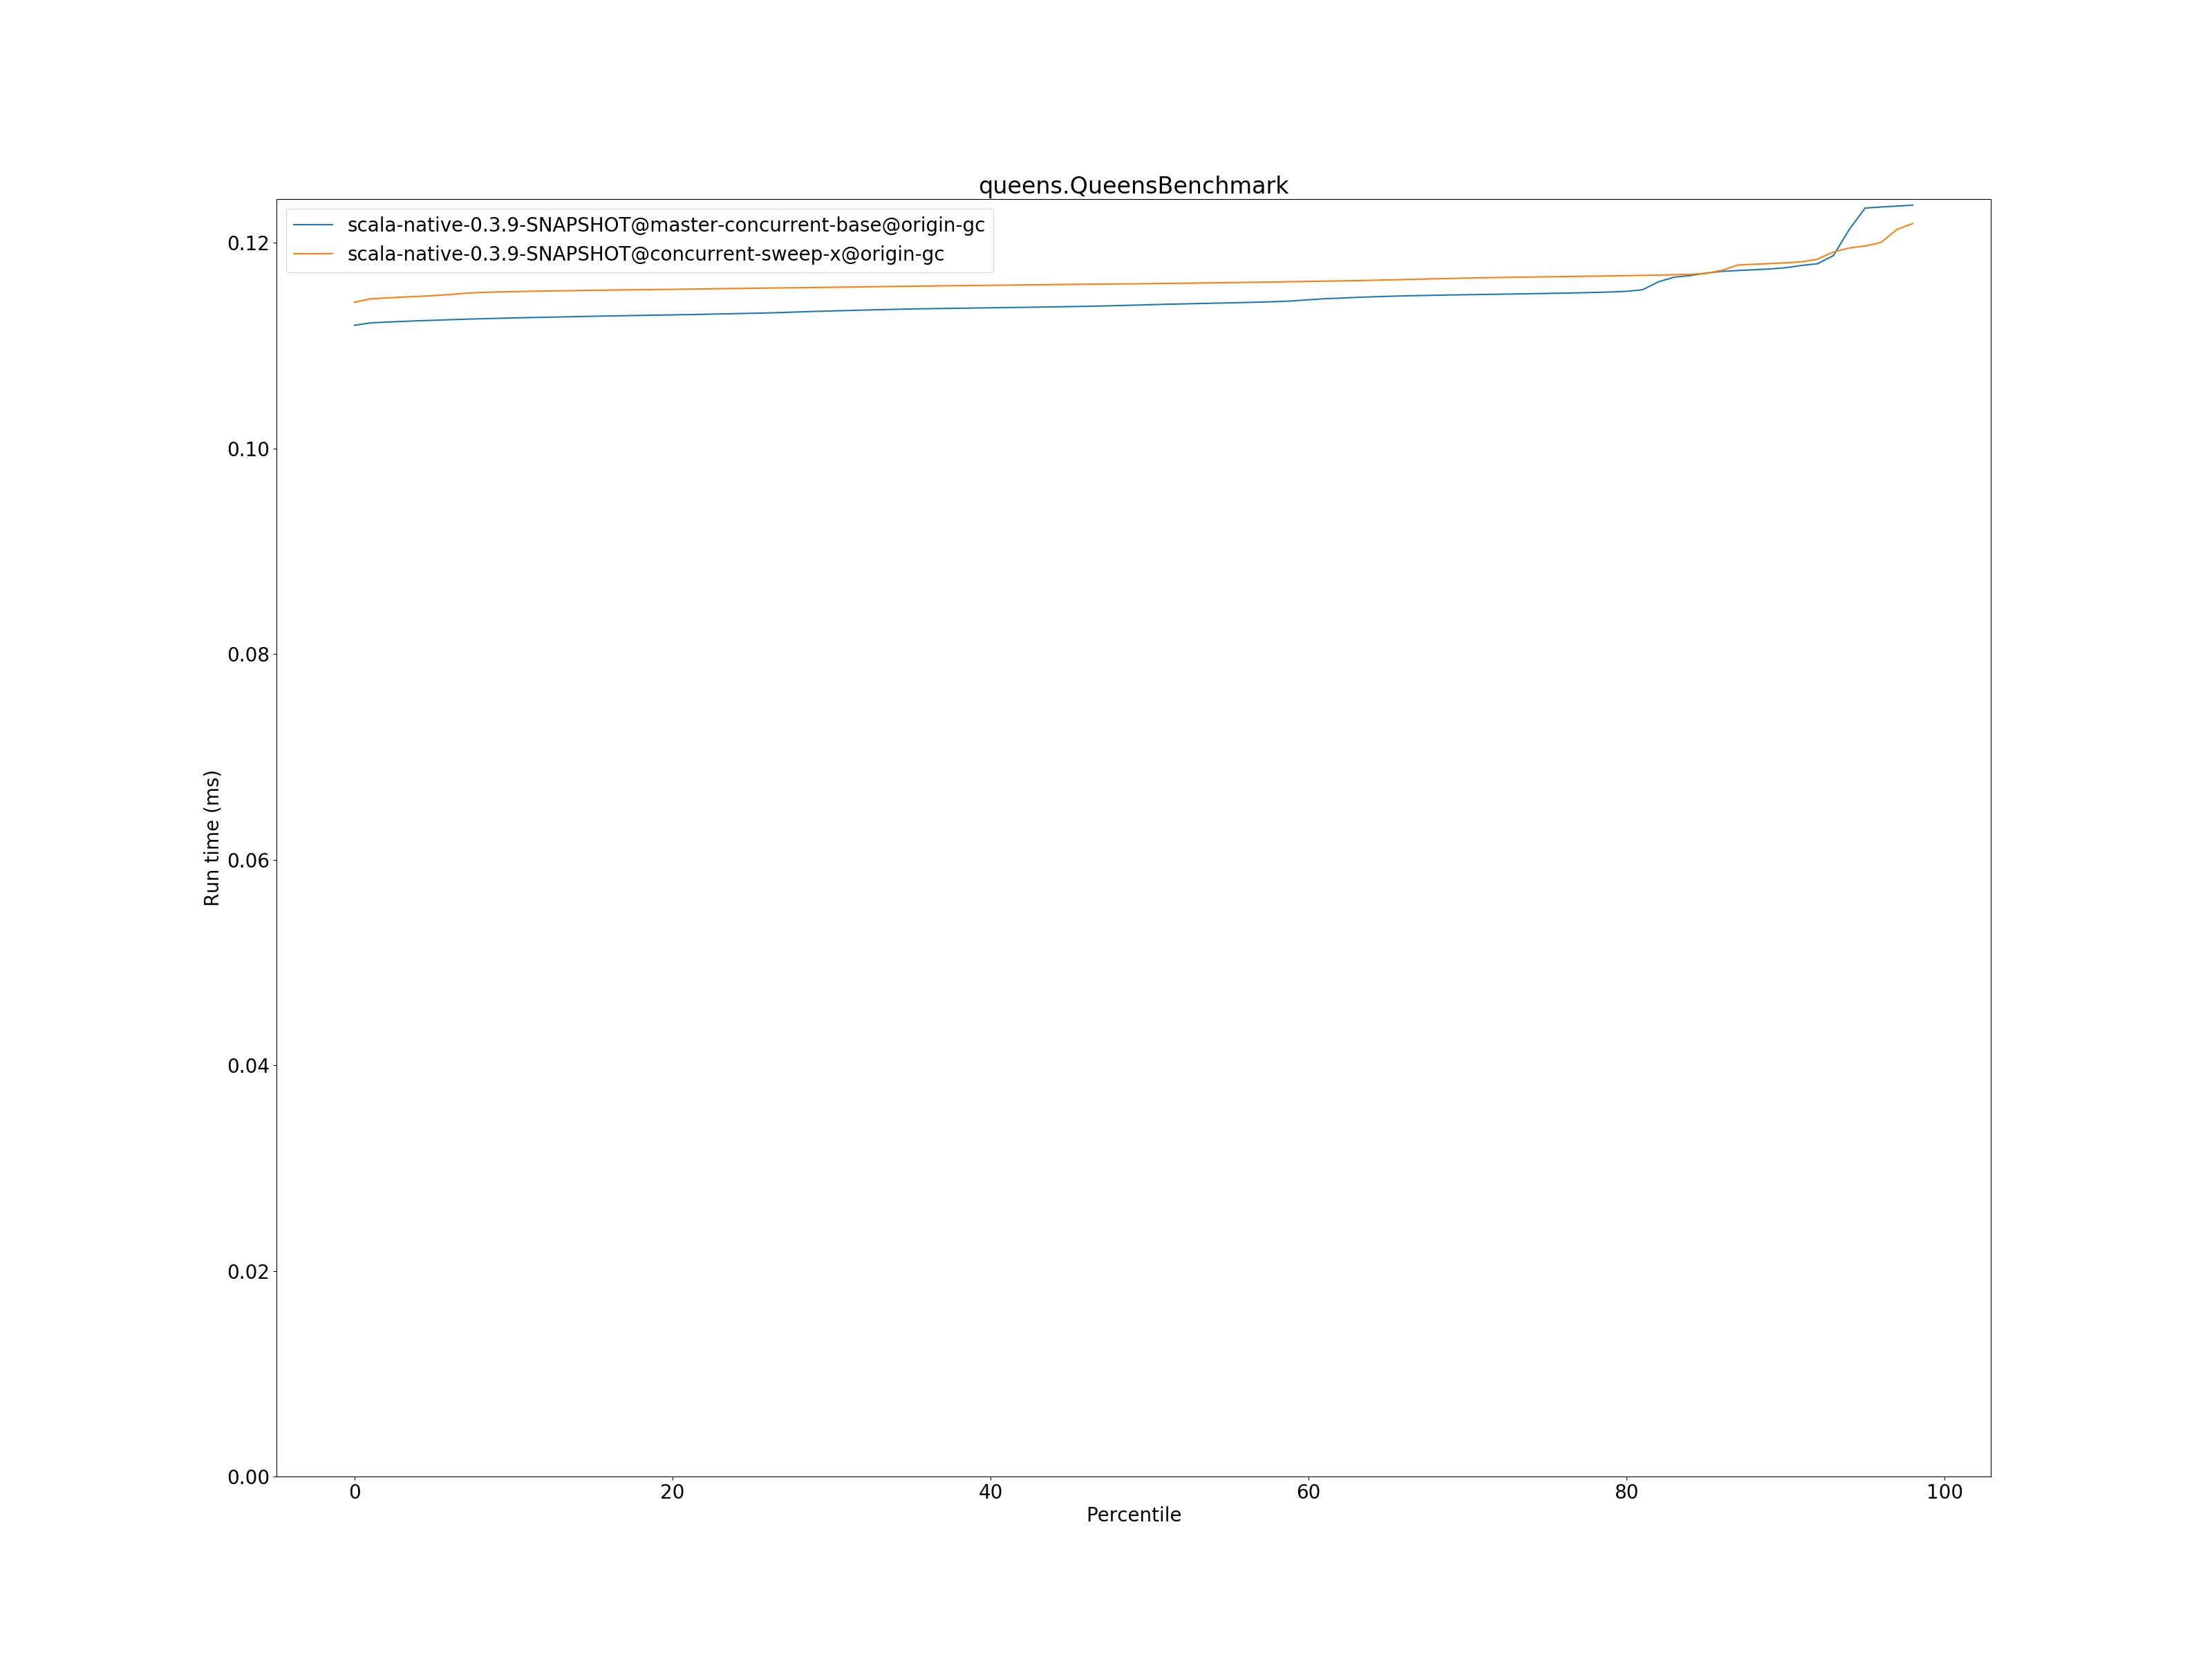 queens.QueensBenchmark
scala-native-0.3.9-SNAPSHOT@master-concurrent-base@origin-gc
scala-native-0.3.9-SNAPSHOT@concurrent-sweep-x@origin-gc
0.12
0.10
0.08
0.06
0.04
0.02
0.00
Run time (ms)
0 20 40 60 80 100
Percentile